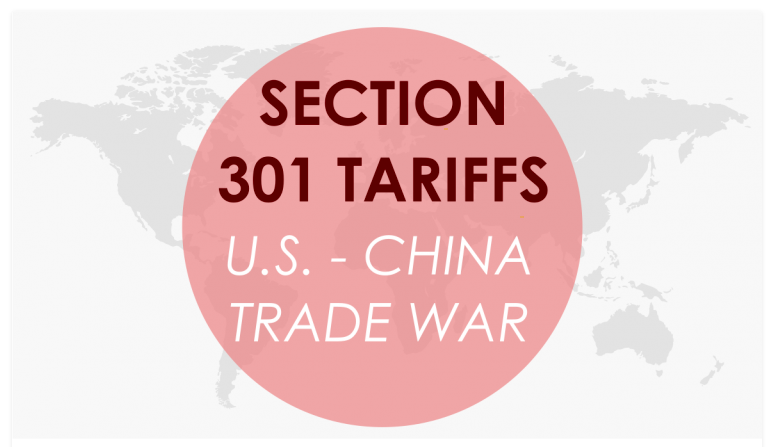 SECTION
301 TARIFFS
U.S. - CHINA
TRADE WAR